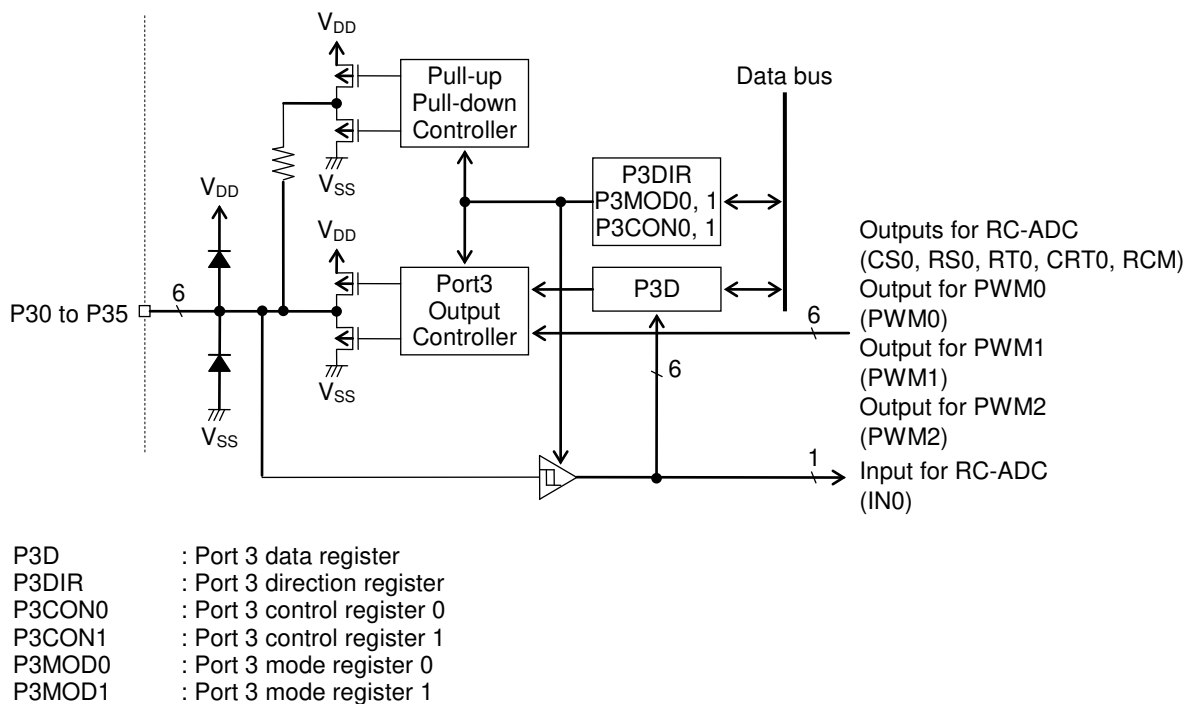 VDD
Pull-up
Pull-down
Controller
Data bus
VSS
P3DIR
P3MOD0, 1
P3CON0, 1
VDD
VDD
Port3
Output
Controller
P3D
Outputs for RC-ADC
(CS0, RS0, RT0, CRT0, RCM)
Output for PWM0
(PWM0)
Output for PWM1
(PWM1)
Output for PWM2
(PWM2)
P30 to P35
6
6
6
VSS
VSS
1
Input for RC-ADC
(IN0)
P3D : Port 3 data register
P3DIR : Port 3 direction register
P3CON0 : Port 3 control register 0
P3CON1 : Port 3 control register 1
P3MOD0 : Port 3 mode register 0
P3MOD1 : Port 3 mode register 1